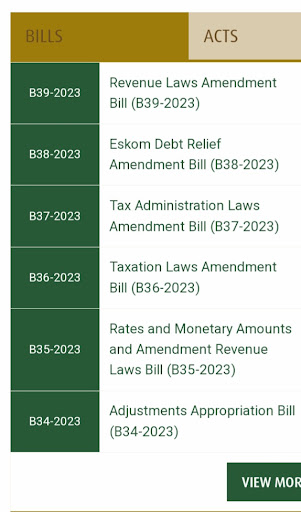 BILLS
ACTS
B39-2023
Revenue Laws Amendment
Bill (B39-2023)
B38-2023
Eskom Debt Relief
Amendment Bill (B38-2023)
B37-2023
Tax Administration Laws
Amendment Bill (B37-2023)
B36-2023
Taxation Laws Amendment
Bill (B36-2023)
B35-2023
Rates and Monetary Amounts
and Amendment Revenue
Laws Bill (B35-2023)
B34-2023
Adjustments Appropriation Bill
(B34-2023)
VIEW MOR